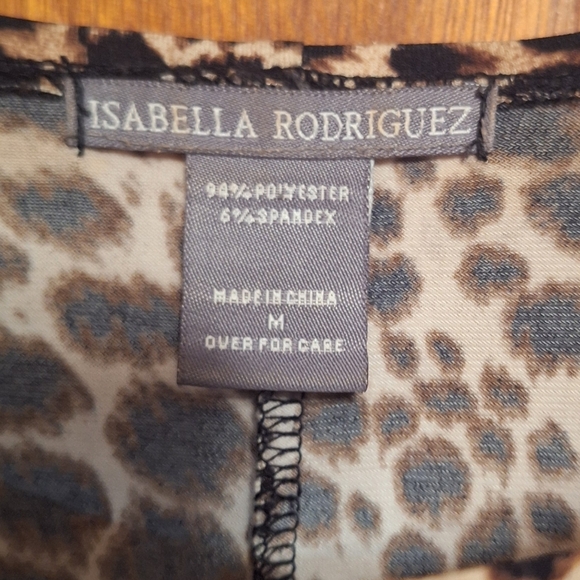 ISABELLA RODRIGUEZ
94% POLYESTER
6% SPANDEX
MADE IN CHINA
M
OVER FOR CARE